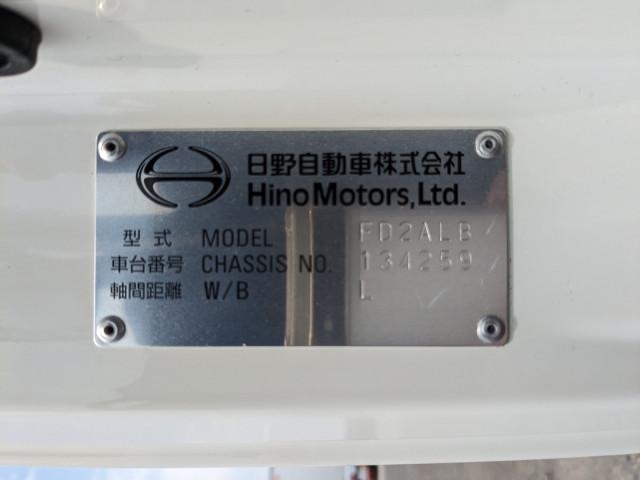 日野自動車株式会社
Hino Motors, Ltd.
型式 MODEL FD2ALB
車台番号 CHASSIS NO. 134259
軸間距離 W/B L